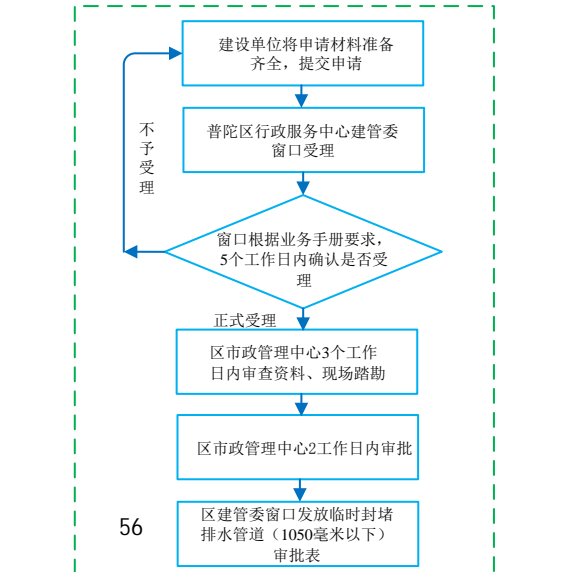 建设单位将申请材料准备
齐全，提交申请
不
予
受
理
普陀区行政服务中心建管委
窗口受理
窗口根据业务手册要求，
5个工作日内确认是否受
理
正式受理
区市政管理中心3个工作
日内审查资料、现场踏勘
区市政管理中心2工作日内审批
区建管委窗口发放临时封堵
排水管道（1050毫米以下）
审批表
56